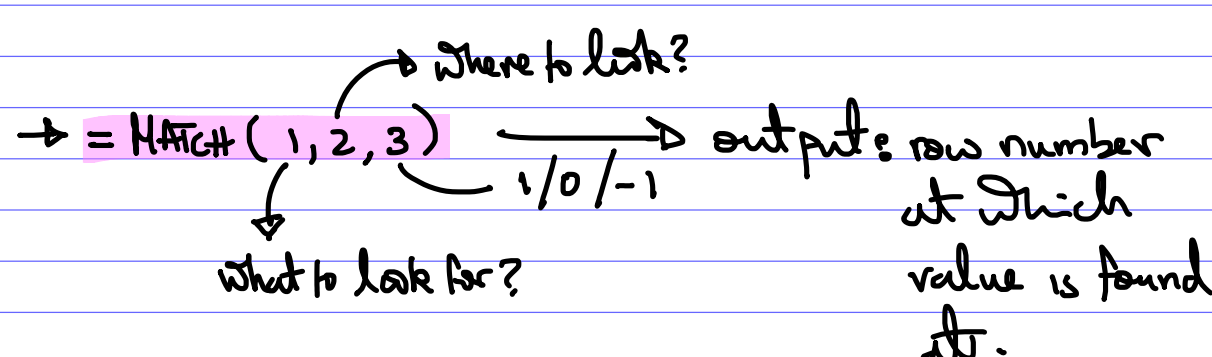 where to look?
→ = MATCH ( 1, 2, 3 ) → output: row number
1/0/-1
at which
what to look for?
value is found
at.